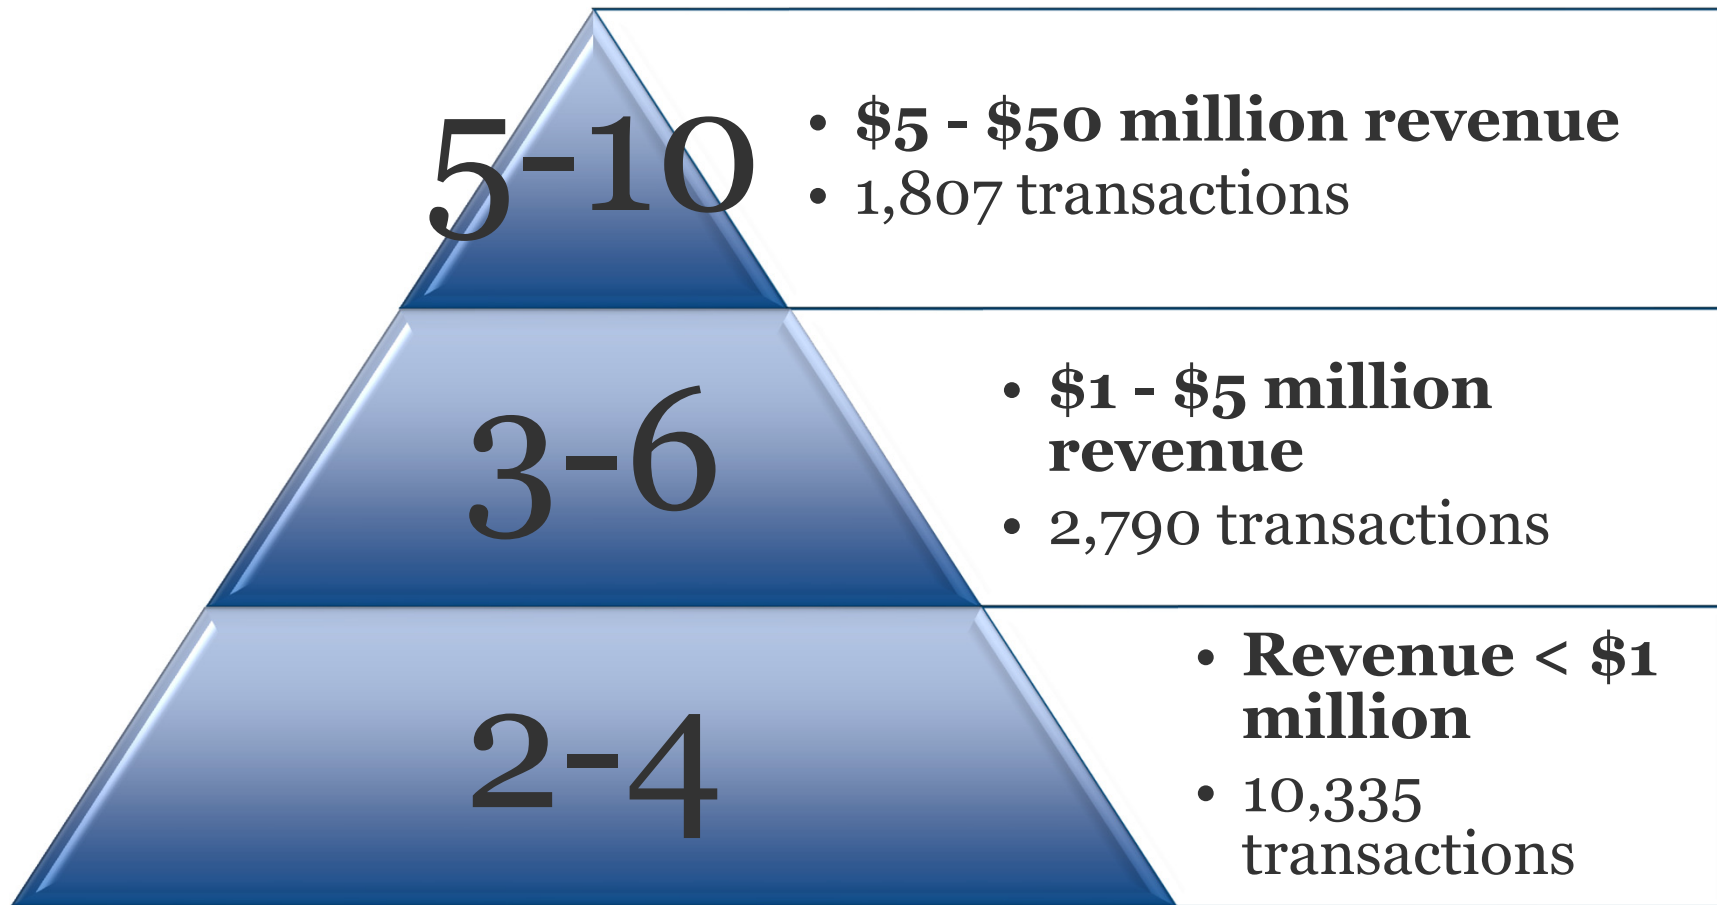 5-10
• $5 - $50 million revenue
• 1,807 transactions
3-6
• $1 - $5 million
revenue
• 2,790 transactions
2-4
• Revenue < $1
million
• 10,335
transactions